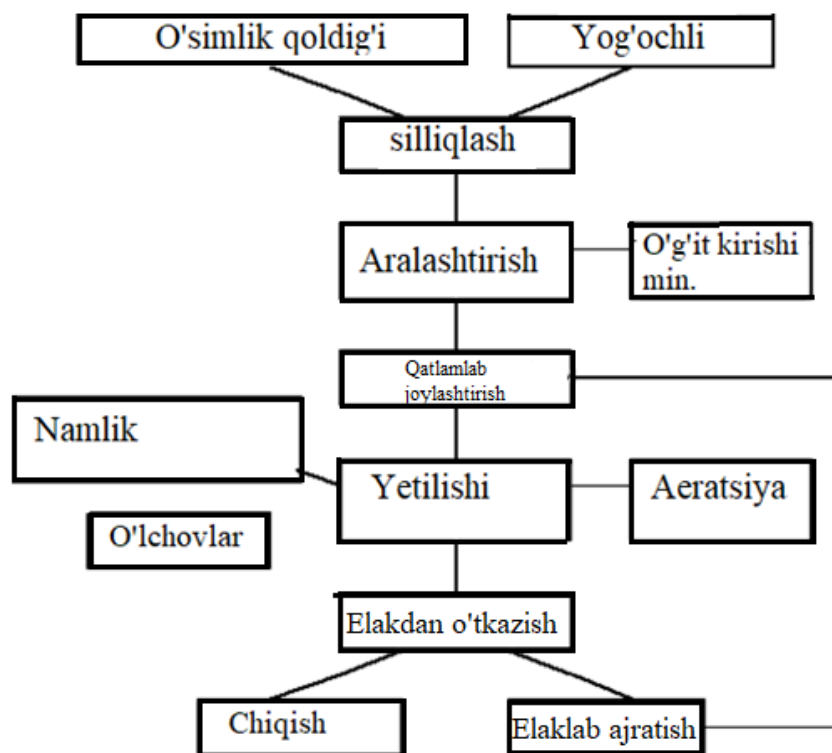 O'simlik qoldig'i
Yog'ochli
silliqlash
Aralashtirish
O'g'it kirishi
min.
Qatlamlab
joylashtirish
Namlik
Yetilishi
Aeratsiya
O'lchovlar
Elakdan o'tkazish
Chiqish
Elaklab ajratish